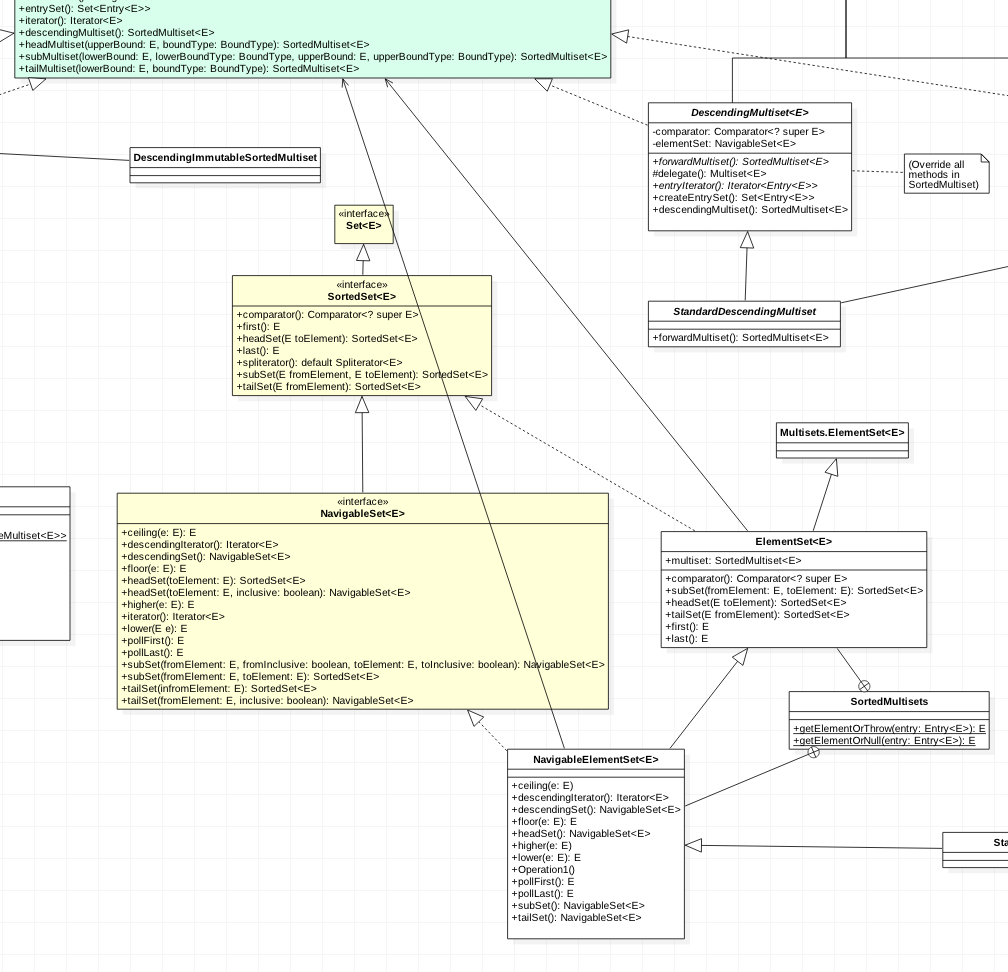 +entrySet(): Set<Entry<E>>
+iterator(): Iterator<E>
+descendingMultiset(): SortedMultiset<E>
+headMultiset(upperBound: E, boundType: BoundType): SortedMultiset<E>
+subMultiset(lowerBound: E, lowerBoundType: BoundType, upperBound: E, upperBoundType: BoundType): SortedMultiset<E>
+tailMultiset(lowerBound: E, boundType: BoundType): SortedMultiset<E>
DescendingMultiset<E>
-comparator: Comparator<? super E>
-elementSet: NavigableSet<E>
+forwardMultiset(): SortedMultiset<E>
#delegate(): Multiset<E>
+entryIterator(): Iterator<Entry<E>>
+createEntrySet(): Set<Entry<E>>
+descendingMultiset(): SortedMultiset<E>
(Override all
methods in
SortedMultiset)
DescendingImmutableSortedMultiset
«interface»
Set<E>
«interface»
SortedSet<E>
+comparator(): Comparator<? super E>
+first(): E
+headSet(E toElement): SortedSet<E>
+last(): E
+spliterator(): default Spliterator<E>
+subSet(E fromElement, E toElement): SortedSet<E>
+tailSet(E fromElement): SortedSet<E>
StandardDescendingMultiset
+forwardMultiset(): SortedMultiset<E>
Multisets.ElementSet<E>
eMultiset<E>>
«interface»
NavigableSet<E>
+ceiling(e: E): E
+descendingIterator(): Iterator<E>
+descendingSet(): NavigableSet<E>
+floor(e: E): E
+headSet(toElement: E): SortedSet<E>
+headSet(toElement: E, inclusive: boolean): NavigableSet<E>
+higher(e: E): E
+iterator(): Iterator<E>
+lower(E e): E
+pollFirst(): E
+pollLast(): E
+subSet(fromElement: E, fromInclusive: boolean, toElement: E, toInclusive: boolean): NavigableSet<E>
+subSet(fromElement: E, toElement: E): SortedSet<E>
+tailSet(infromElement: E): SortedSet<E>
+tailSet(fromElement: E, inclusive: boolean): NavigableSet<E>
ElementSet<E>
+multiset: SortedMultiset<E>
+comparator(): Comparator<? super E>
+subSet(fromElement: E, toElement: E): SortedSet<E>
+headSet(E toElement): SortedSet<E>
+tailSet(E fromElement): SortedSet<E>
+first(): E
+last(): E
SortedMultisets
+getElementOrThrow(entry: Entry<E>): E
+getElementOrNull(entry: Entry<E>): E
NavigableElementSet<E>
+ceiling(e: E)
+descendingIterator(): Iterator<E>
+descendingSet(): NavigableSet<E>
+floor(e: E): E
+headSet(): NavigableSet<E>
+higher(e: E)
+lower(e: E): E
+Operation1()
+pollFirst(): E
+pollLast(): E
+subSet(): NavigableSet<E>
+tailSet(): NavigableSet<E>
Sta